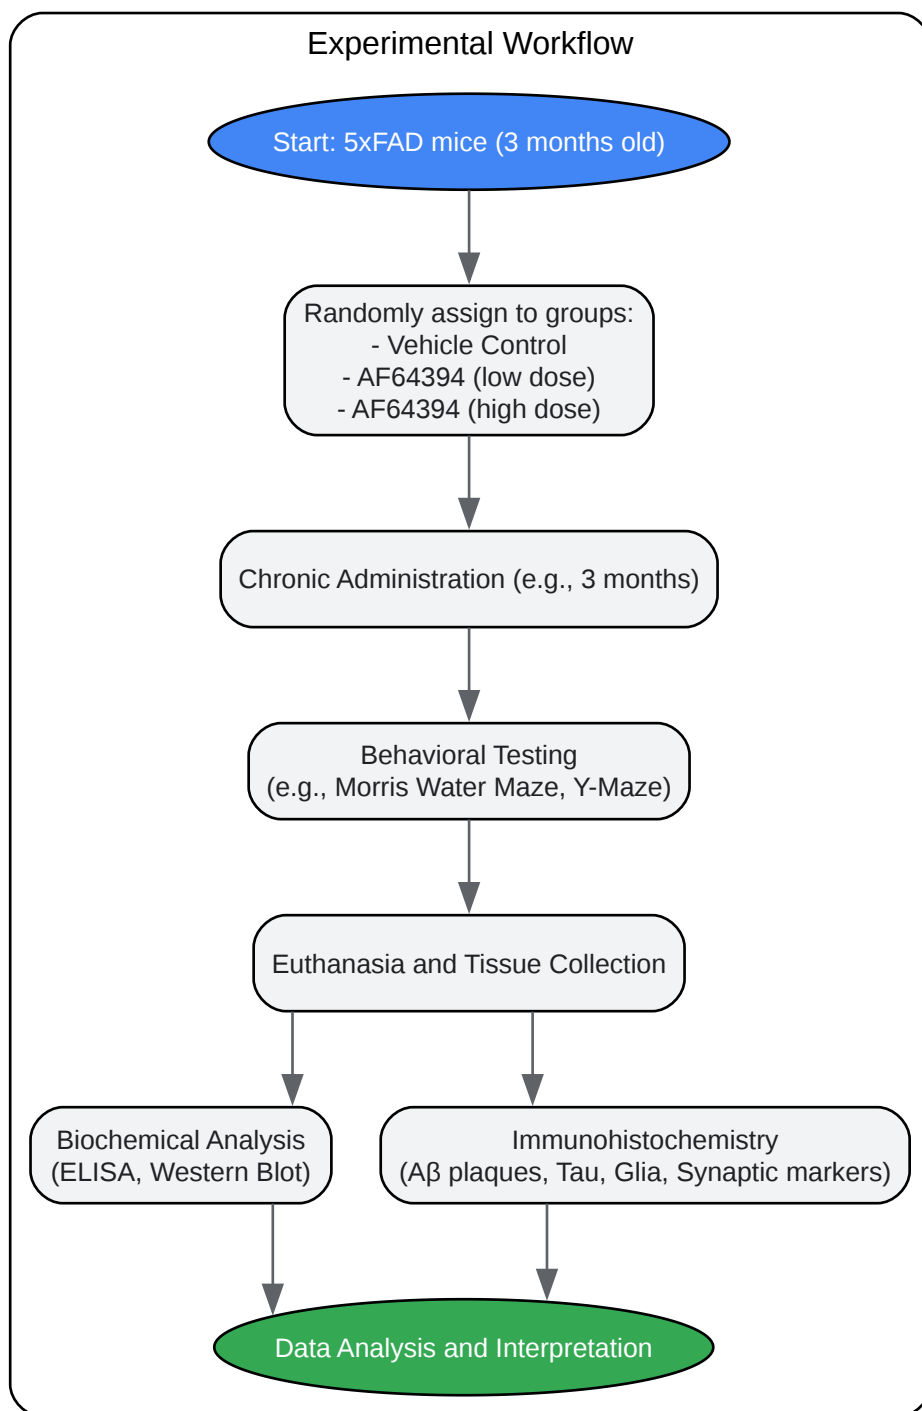 Experimental Workflow
Start: 5xFAD mice (3 months old)
Randomly assign to groups:
- Vehicle Control
- AF64394 (low dose)
- AF64394 (high dose)
Chronic Administration (e.g., 3 months)
Behavioral Testing
(e.g., Morris Water Maze, Y-Maze)
Euthanasia and Tissue Collection
Biochemical Analysis
(ELISA, Western Blot)
Immunohistochemistry
(Aβ plaques, Tau, Glia, Synaptic markers)
Data Analysis and Interpretation